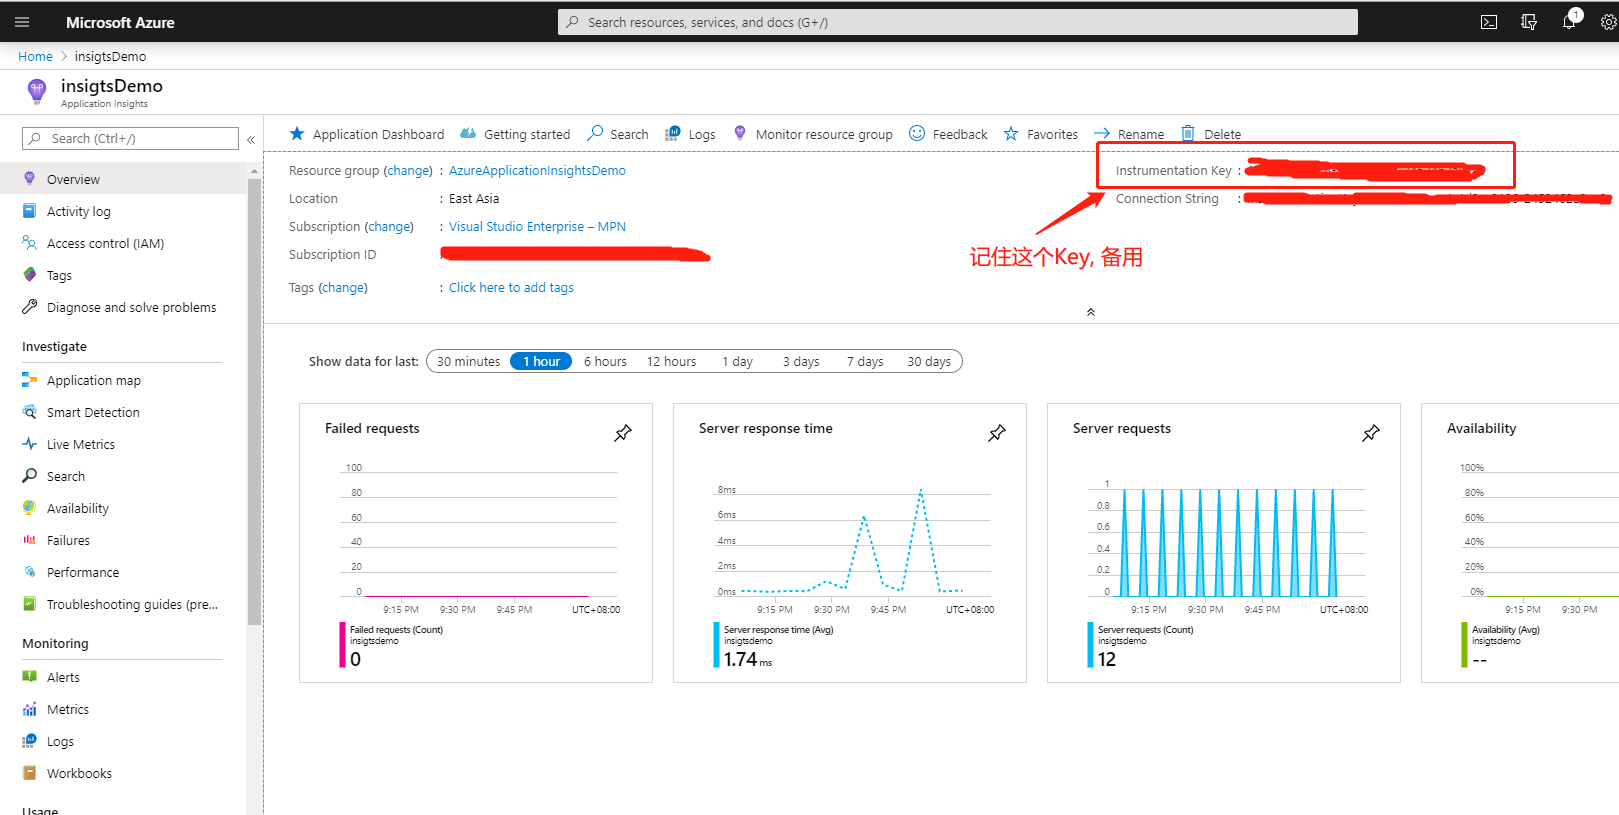 Microsoft Azure
Search resources, services, and docs (G+/)
1
Home > insigtsDemo
insigtsDemo
Application Insights
Search (Ctrl+/)
«
Application Dashboard Getting started Search Logs Monitor resource group Feedback Favorites Rename Delete
Overview
Activity log
Access control (IAM)
Tags
Diagnose and solve problems
Investigate
Application map
Smart Detection
Live Metrics
Search
Availability
Failures
Performance
Troubleshooting guides (pre...
Monitoring
Alerts
Metrics
Logs
Workbooks
Usage
Resource group (change) : AzureApplicationInsightsDemo
Location : East Asia
Subscription (change) : Visual Studio Enterprise – MPN
Subscription ID :
Tags (change) : Click here to add tags
Instrumentation Key :
Connection String :
记住这个Key, 备用
Show data for last: 30 minutes 1 hour 6 hours 12 hours 1 day 3 days 7 days 30 days
Failed requests
100
80
60
40
20
0
9:15 PM 9:30 PM 9:45 PM UTC+08:00
Failed requests (Count)
insigtsdemo
0
Server response time
8ms
6ms
4ms
2ms
0ms
9:15 PM 9:30 PM 9:45 PM UTC+08:00
Server response time (Avg)
insigtsdemo
1.74 ms
Server requests
1
0.8
0.6
0.4
0.2
0
9:15 PM 9:30 PM 9:45 PM UTC+08:00
Server requests (Count)
insigtsdemo
12
Availability
100%
80%
60%
40%
20%
0%
9:15 PM 9:30 PM
Availability (Avg)
insigtsdemo
--